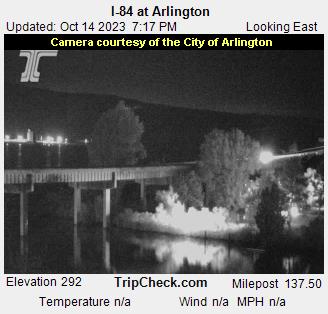 I-84 at Arlington
Updated: Oct 14 2023 7:17 PM Looking East
Camera courtesy of the City of Arlington
Elevation 292 TripCheck.com Milepost 137.50
Temperature n/a Wind n/a MPH n/a